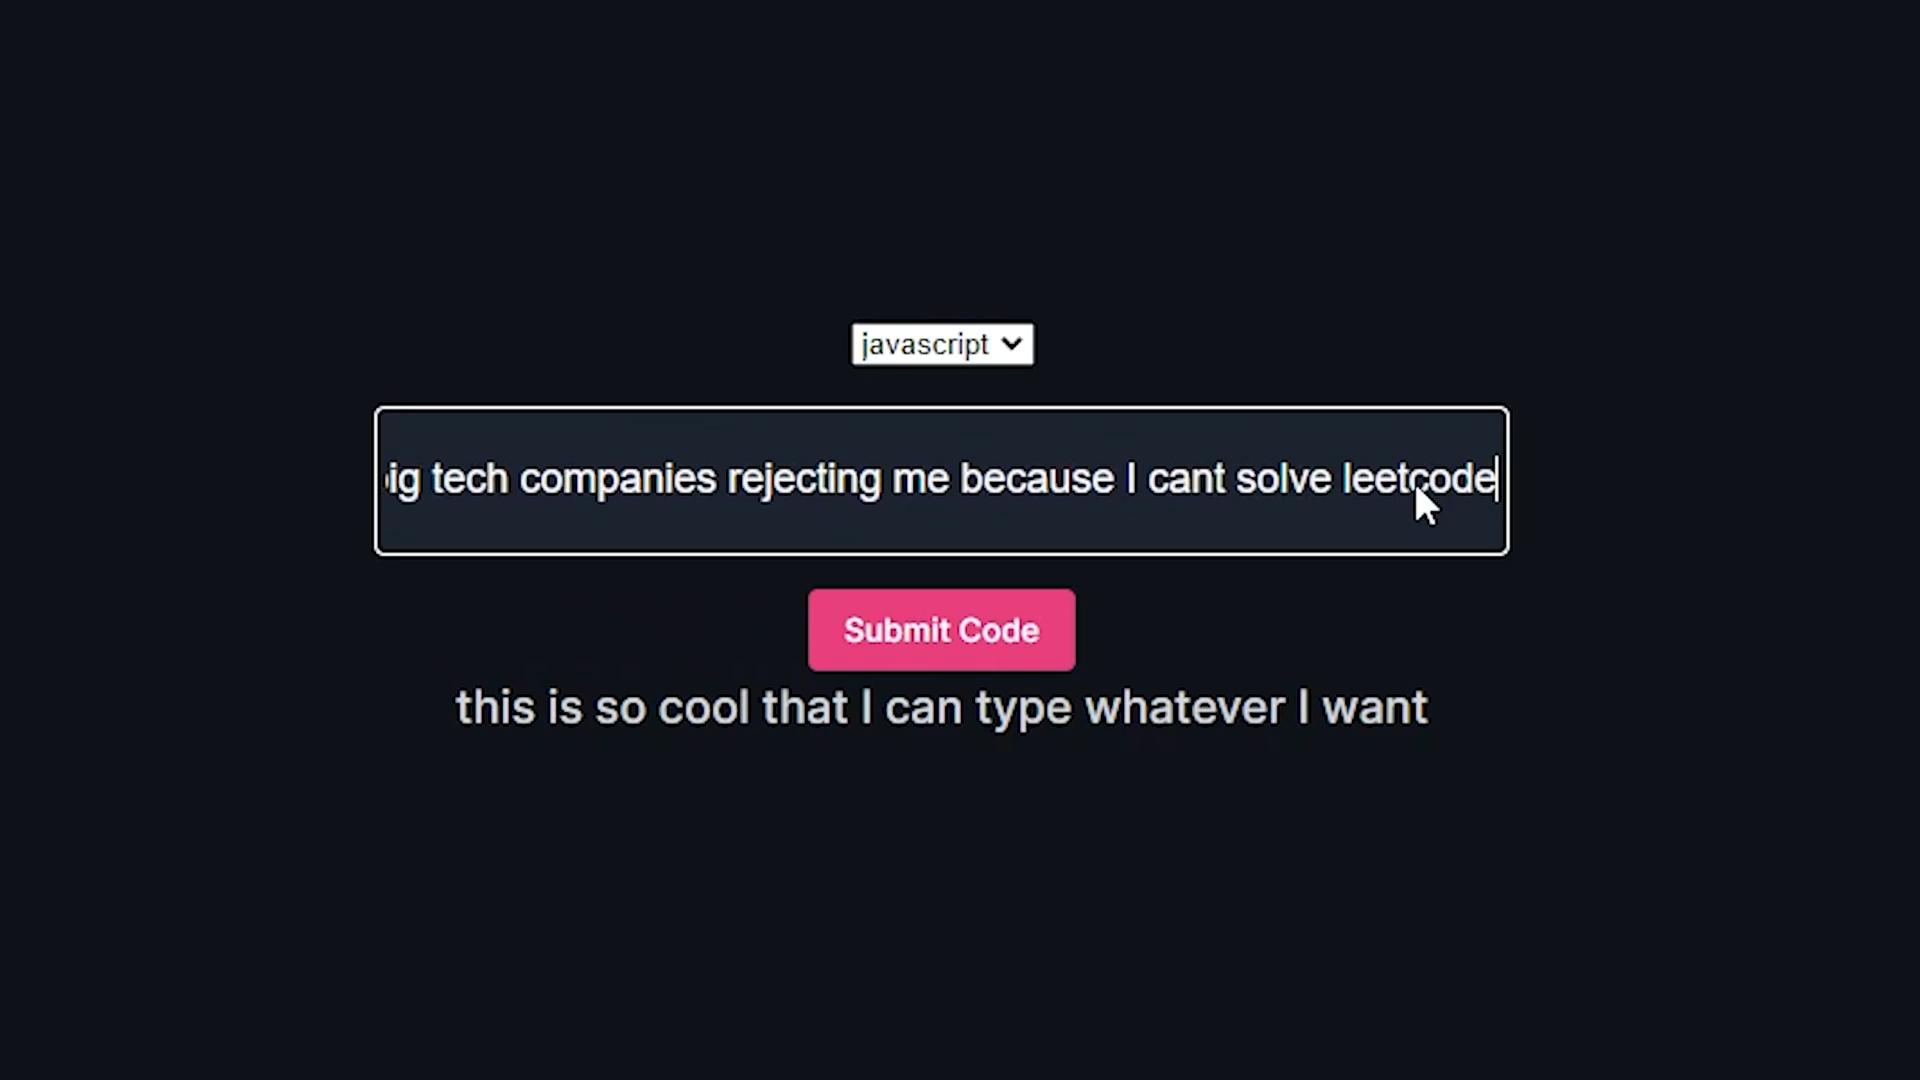 javascript
ig tech companies rejecting me because I cant solve leetcode
Submit Code
this is so cool that I can type whatever I want